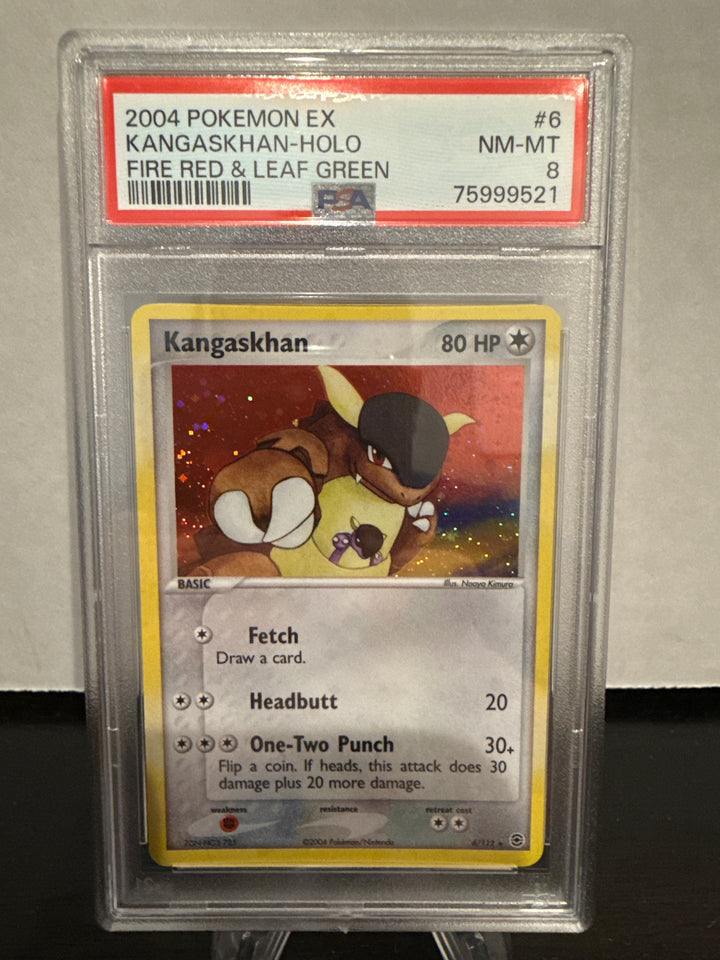 2004 POKEMON EX #6
KANGASKHAN-HOLO NM-MT
FIRE RED & LEAF GREEN 8
PSA 75999521
Kangaskhan 80 HP
BASIC Illus. Naoyo Kimura
Fetch
Draw a card.
Headbutt 20
One-Two Punch 30+
Flip a coin. If heads, this attack does 30
damage plus 20 more damage.
weakness resistance retreat cost
©2004 Pokémon/Nintendo 6/112